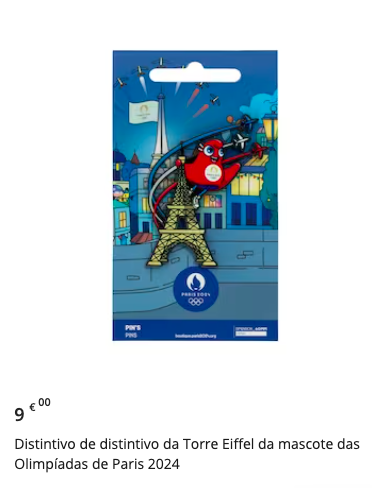 PARIS 2024
PIN'S
PINS
9 € 00
Distintivo de distintivo da Torre Eiffel da mascote das
Olimpíadas de Paris 2024